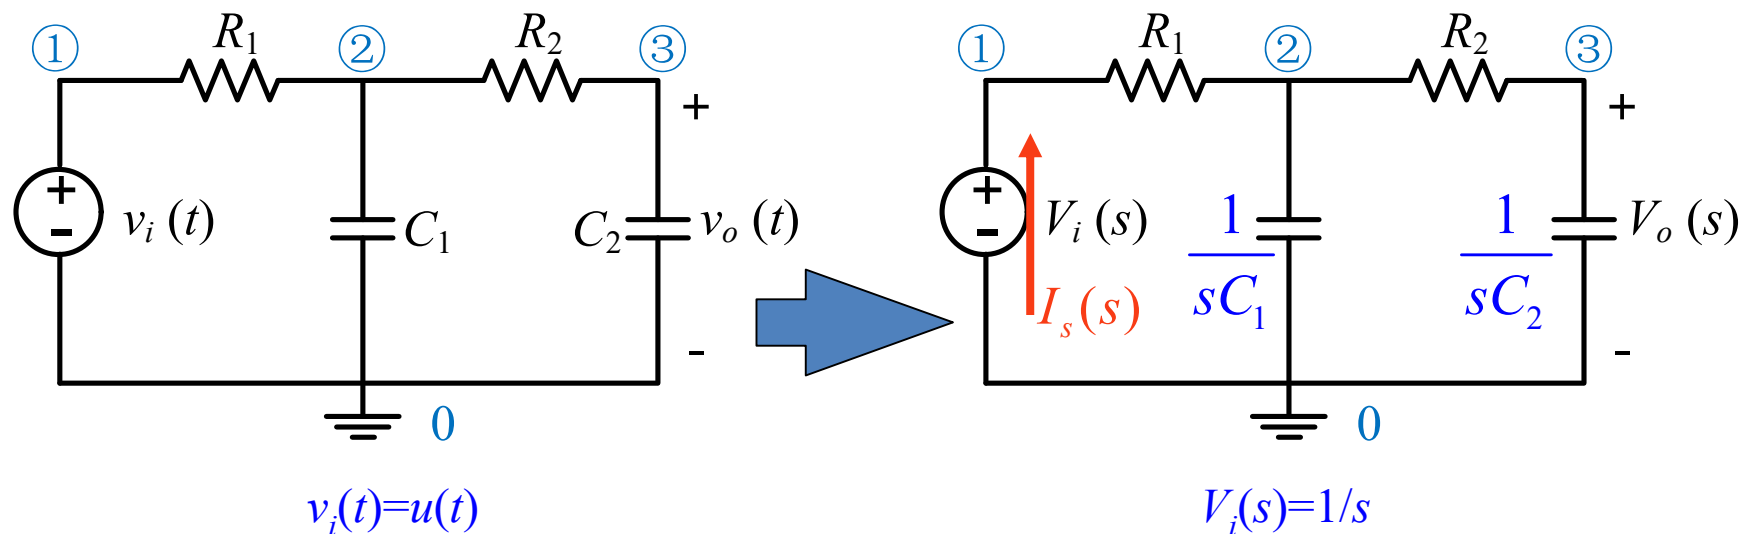 ① R₁ ② R₂ ③ ① R₁ ② R₂ ③
+ +
+ - vᵢ (t) C₁ C₂ vₒ (t) + - Vᵢ (s) 1/sC₁ 1/sC₂ Vₒ (s)
Iₛ(s)
- -
0 0
vᵢ(t)=u(t) Vᵢ(s)=1/s